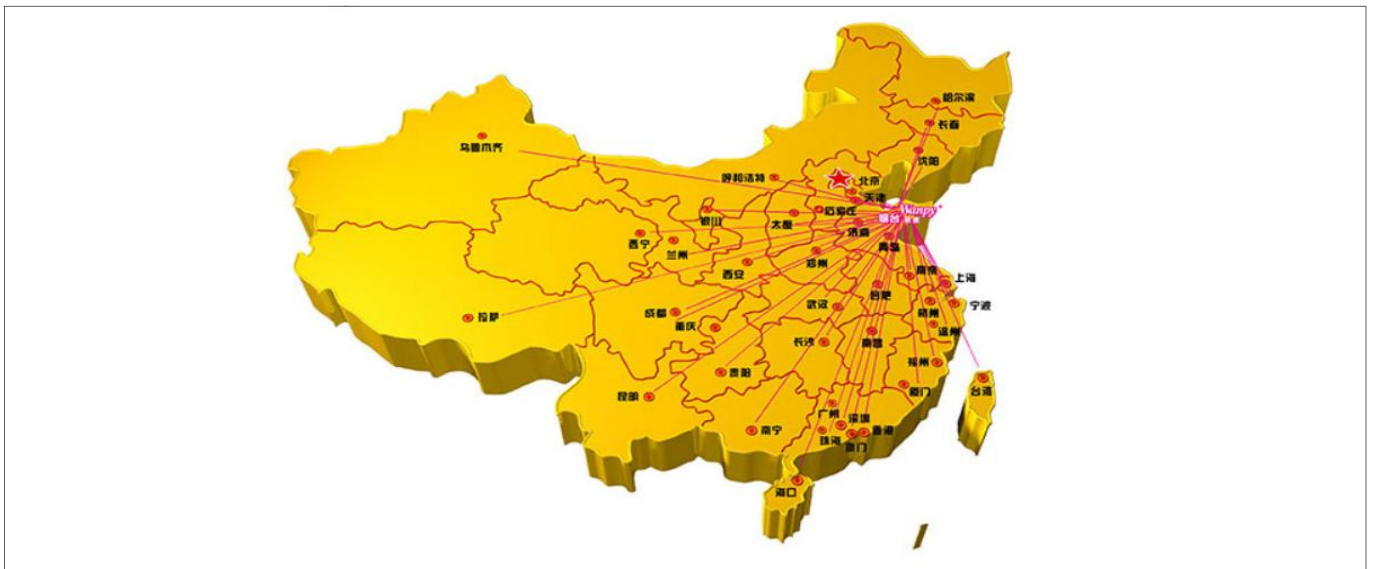 哈尔滨
长春
沈阳
乌鲁木齐
呼和浩特
北京
天津
Wanpy
烟台
银川
太原
石家庄
济南
青岛
西宁
兰州
西安
郑州
南京
上海
合肥
宁波
拉萨
成都
重庆
武汉
杭州
温州
长沙
南昌
贵阳
福州
台湾
昆明
厦门
广州
深圳
南宁
珠海
香港
海口